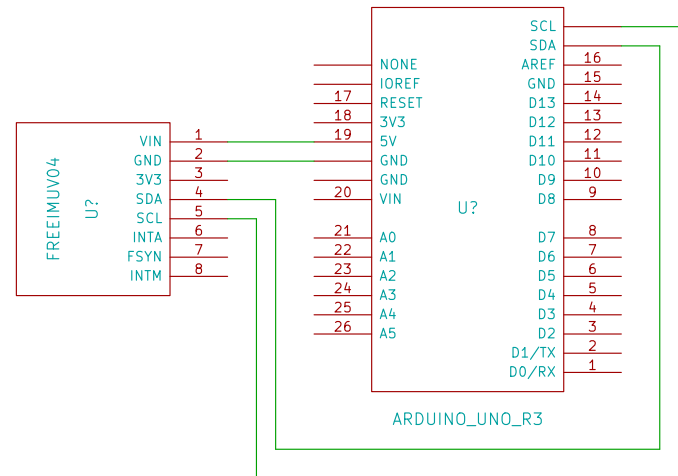 FREEIMUV04
U?
VIN 1
GND 2
3V3 3
SDA 4
SCL 5
INTA 6
FSYN 7
INTM 8
NONE
IOREF
17 RESET
18 3V3
19 5V
GND
GND
20 VIN
21 A0
22 A1
23 A2
24 A3
25 A4
26 A5
U?
SCL
SDA
AREF 16
GND 15
D13 14
D12 13
D11 12
D10 11
D9 10
D8 9
D7 8
D6 7
D5 6
D4 5
D3 4
D2 3
D1/TX 2
D0/RX 1
ARDUINO_UNO_R3